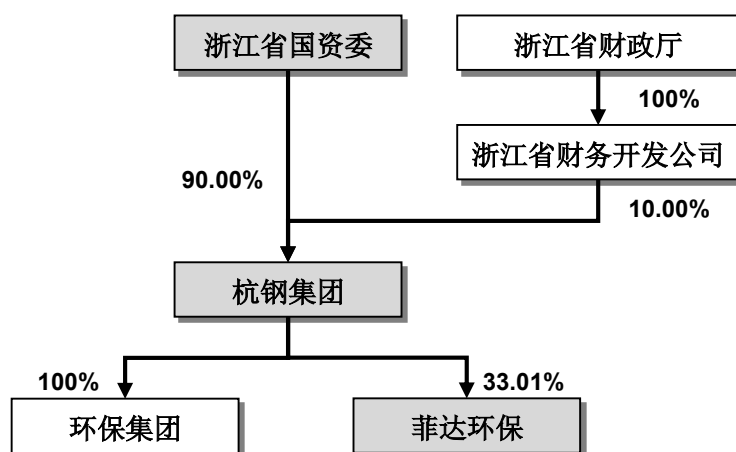 浙江省国资委
浙江省财政厅
100%
浙江省财务开发公司
90.00%
10.00%
杭钢集团
100%
33.01%
环保集团
菲达环保